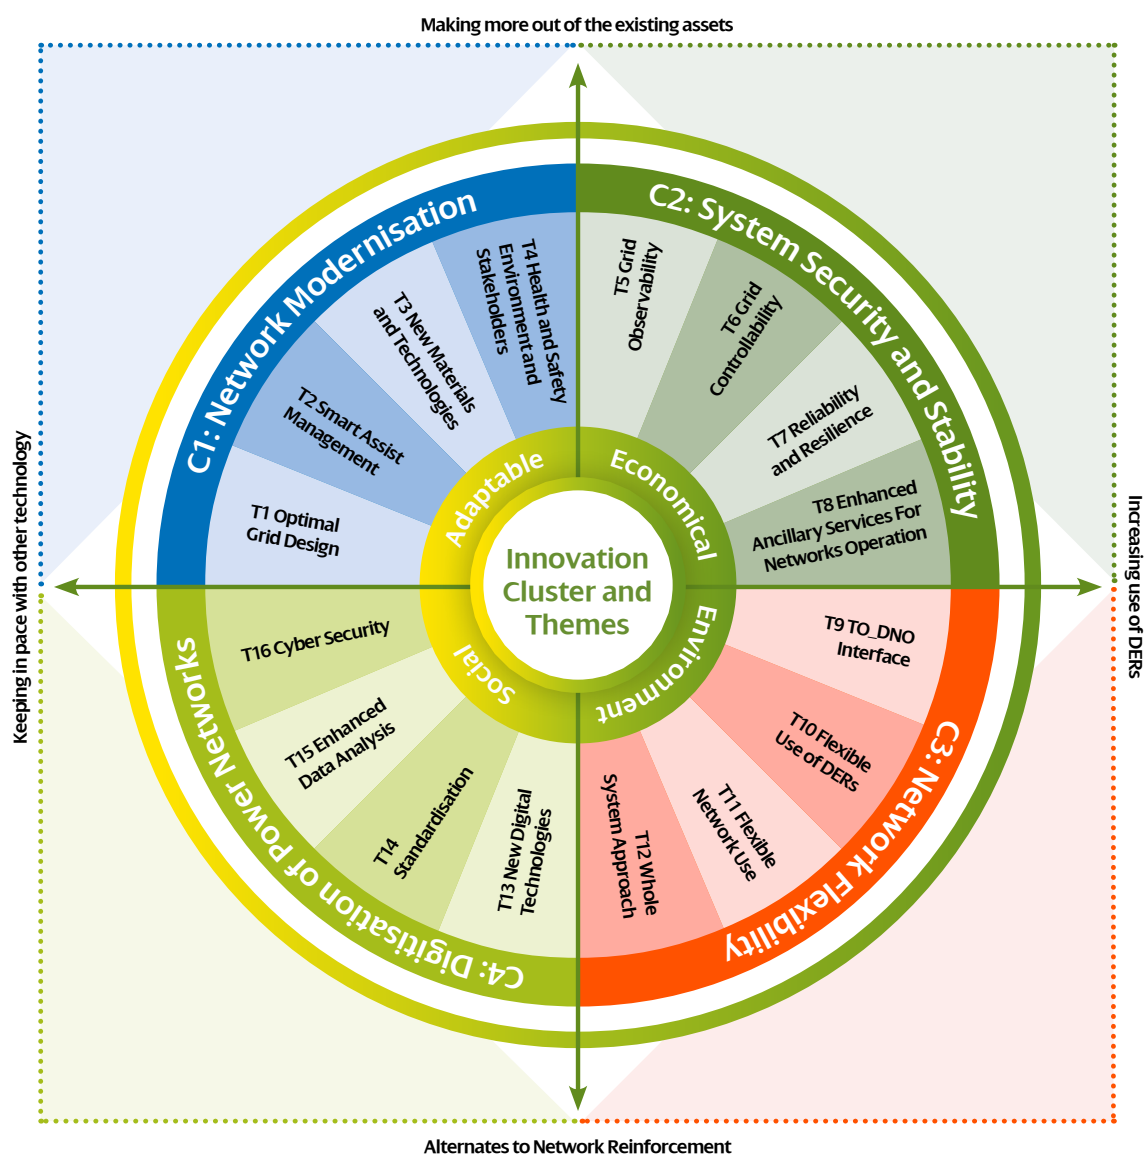 Making more out of the existing assets
C1: Network Modernisation
C2: System Security and Stability
T1 Optimal
Grid Design
T2 Smart Assist
Management
T3 New Materials
and Technologies
T4 Health and Safety
Environment and
Stakeholders
T5 Grid
Observability
T6 Grid
Controllability
T7 Reliability
and Resilience
T8 Enhanced
Ancillary Services For
Networks Operation
Adaptable
Economical
Innovation
Cluster and
Themes
Social
Environment
Keeping in pace with other technology
Increasing use of DERs
T9 TO_DNO
Interface
T10 Flexible
Use of DERs
T11 Flexible
Network Use
T12 Whole
System Approach
C3: Network Flexibility
T13 New Digital
Technologies
T14
Standardisation
T15 Enhanced
Data Analysis
T16 Cyber Security
C4: Digitisation of Power Networks
Alternates to Network Reinforcement